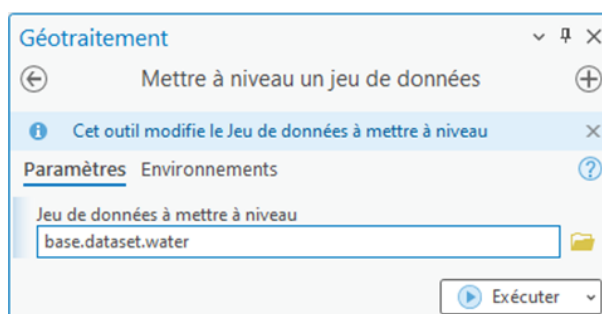 Géotraitement
Mettre à niveau un jeu de données
Cet outil modifie le Jeu de données à mettre à niveau
Paramètres Environnements
Jeu de données à mettre à niveau
base.dataset.water
Exécuter